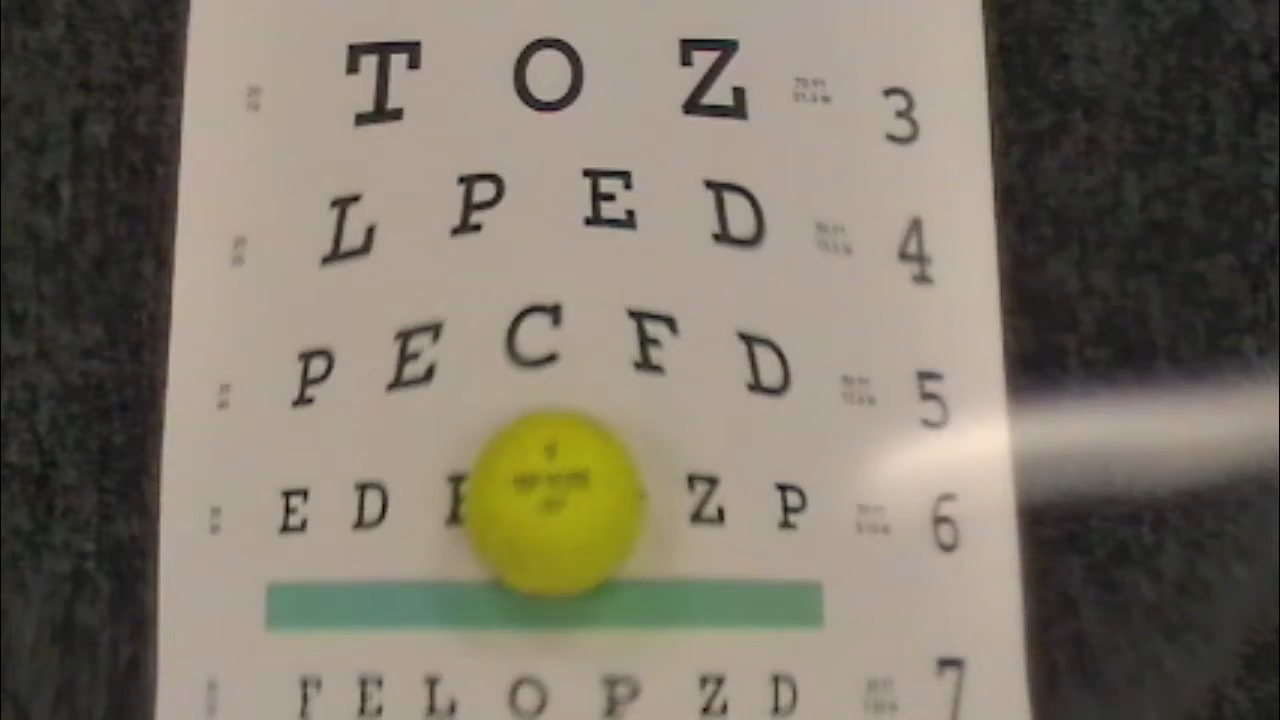 T O Z 3
L P E D 4
P E C F D 5
E D Z P 6
F E L O P Z D 7